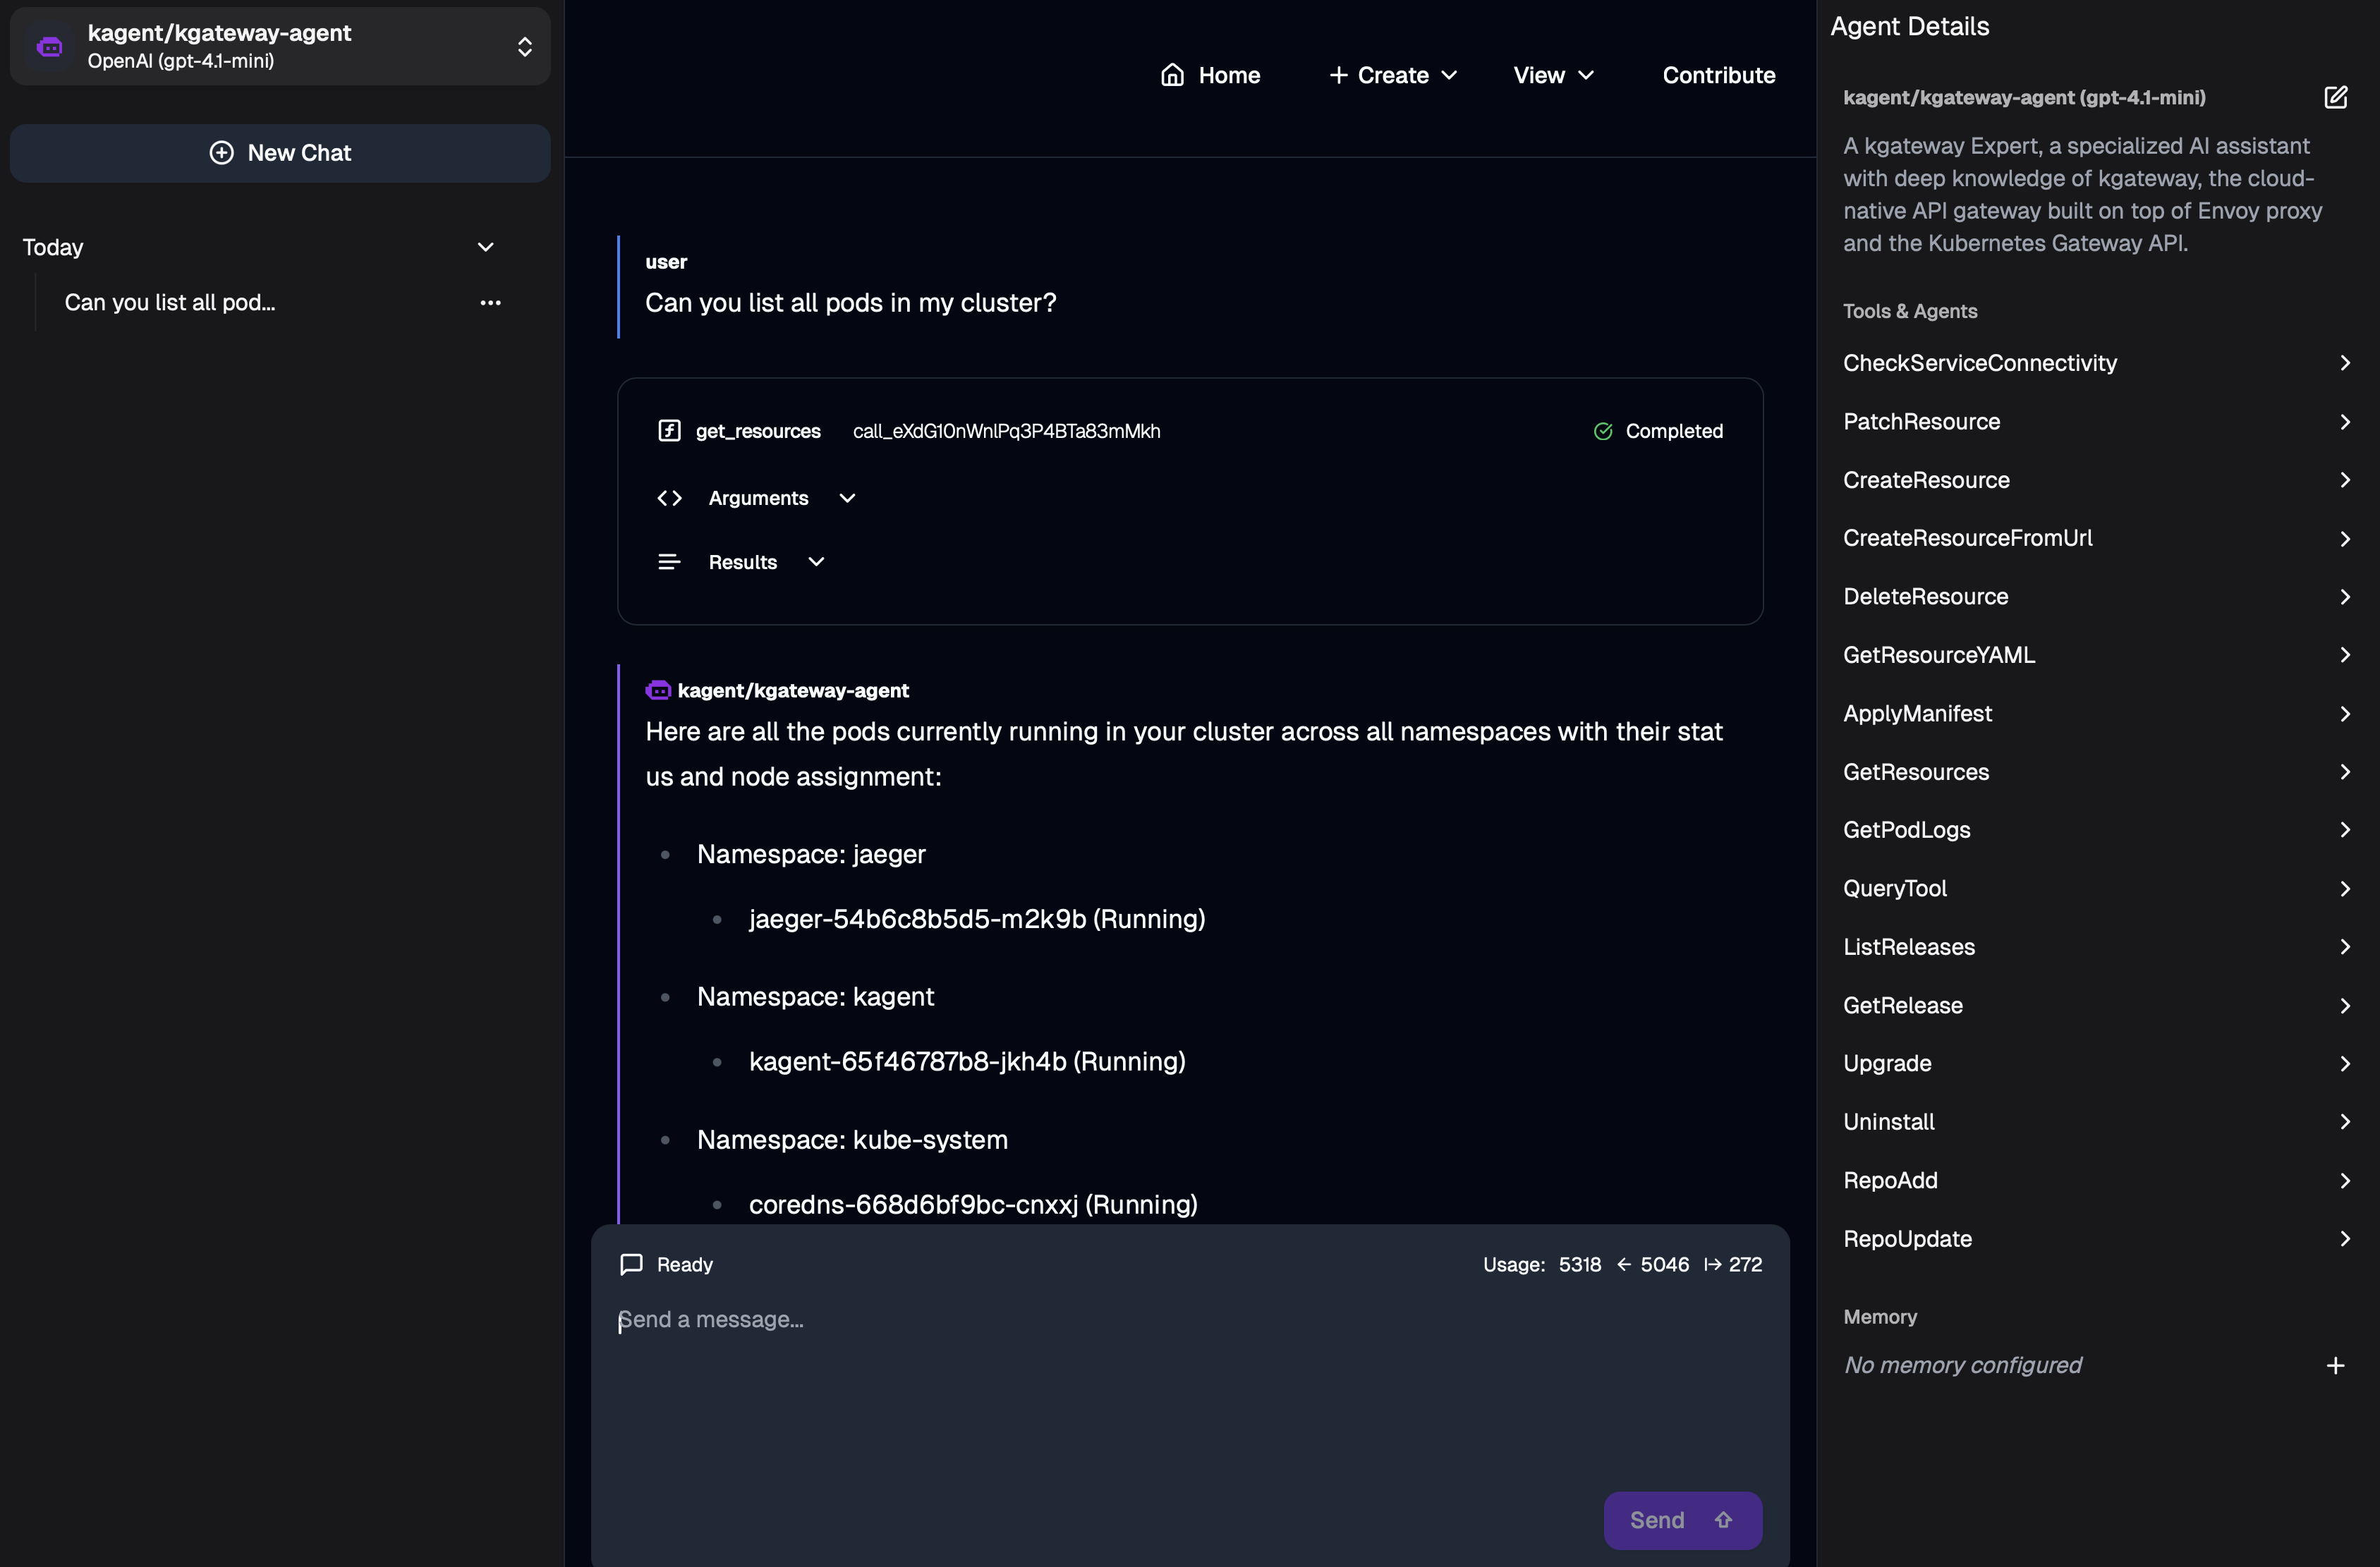 kagent/kgateway-agent
OpenAI (gpt-4.1-mini)
New Chat
Today
Can you list all pod...
Home
Create
View
Contribute
user
Can you list all pods in my cluster?
get_resources call_eXdG10nWnlPq3P4BTa83mMkh Completed
Arguments
Results
kagent/kgateway-agent
Here are all the pods currently running in your cluster across all namespaces with their stat
us and node assignment:
Namespace: jaeger
jaeger-54b6c8b5d5-m2k9b (Running)
Namespace: kagent
kagent-65f46787b8-jkh4b (Running)
Namespace: kube-system
coredns-668d6bf9bc-cnxxj (Running)
Ready
Usage: 5318 ← 5046 ↦ 272
Send a message...
Send
Agent Details
kagent/kgateway-agent (gpt-4.1-mini)
A kgateway Expert, a specialized AI assistant
with deep knowledge of kgateway, the cloud-
native API gateway built on top of Envoy proxy
and the Kubernetes Gateway API.
Tools & Agents
CheckServiceConnectivity
PatchResource
CreateResource
CreateResourceFromUrl
DeleteResource
GetResourceYAML
ApplyManifest
GetResources
GetPodLogs
QueryTool
ListReleases
GetRelease
Upgrade
Uninstall
RepoAdd
RepoUpdate
Memory
No memory configured